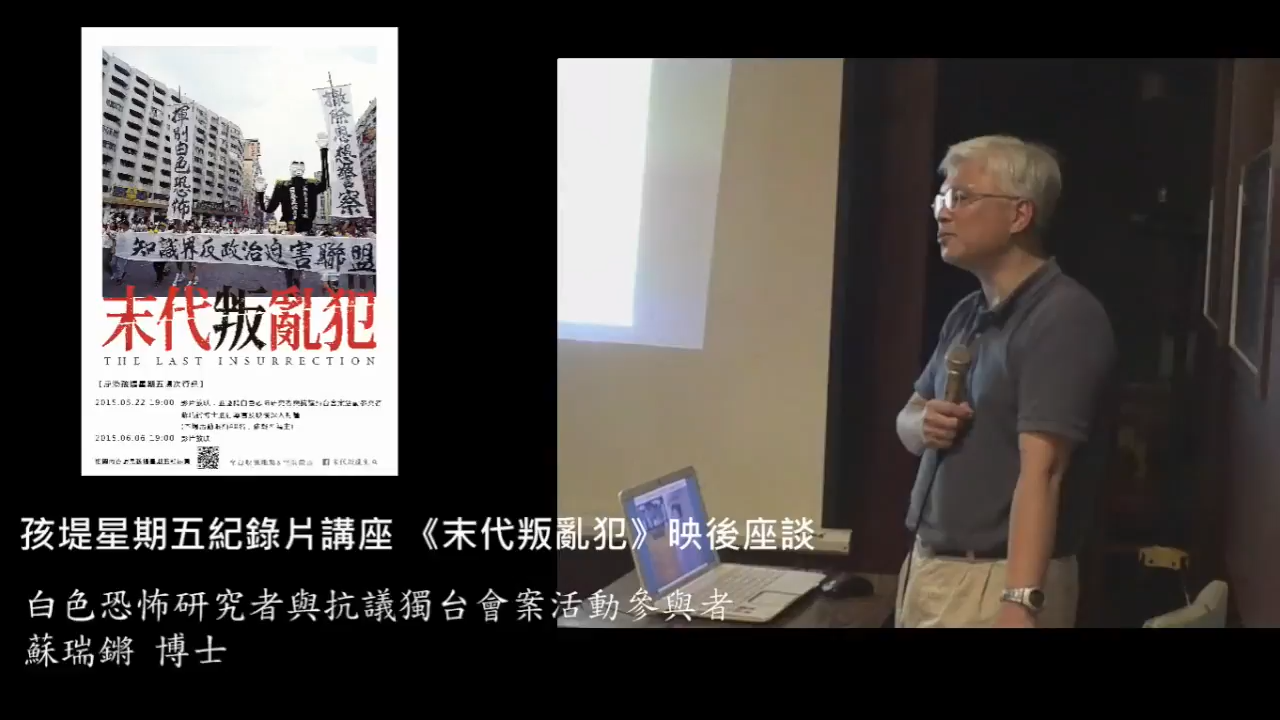 揮別白色恐怖
撤除思想警察
知識界反政治迫害聯盟
末代叛亂犯
THE LAST INSURRECTION
2015.05.22 19:00
2015.06.06 19:00 影片放映
孩堤星期五紀錄片講座 《末代叛亂犯》映後座談
白色恐怖研究者與抗議獨台會案活動參與者
蘇瑞鏘 博士